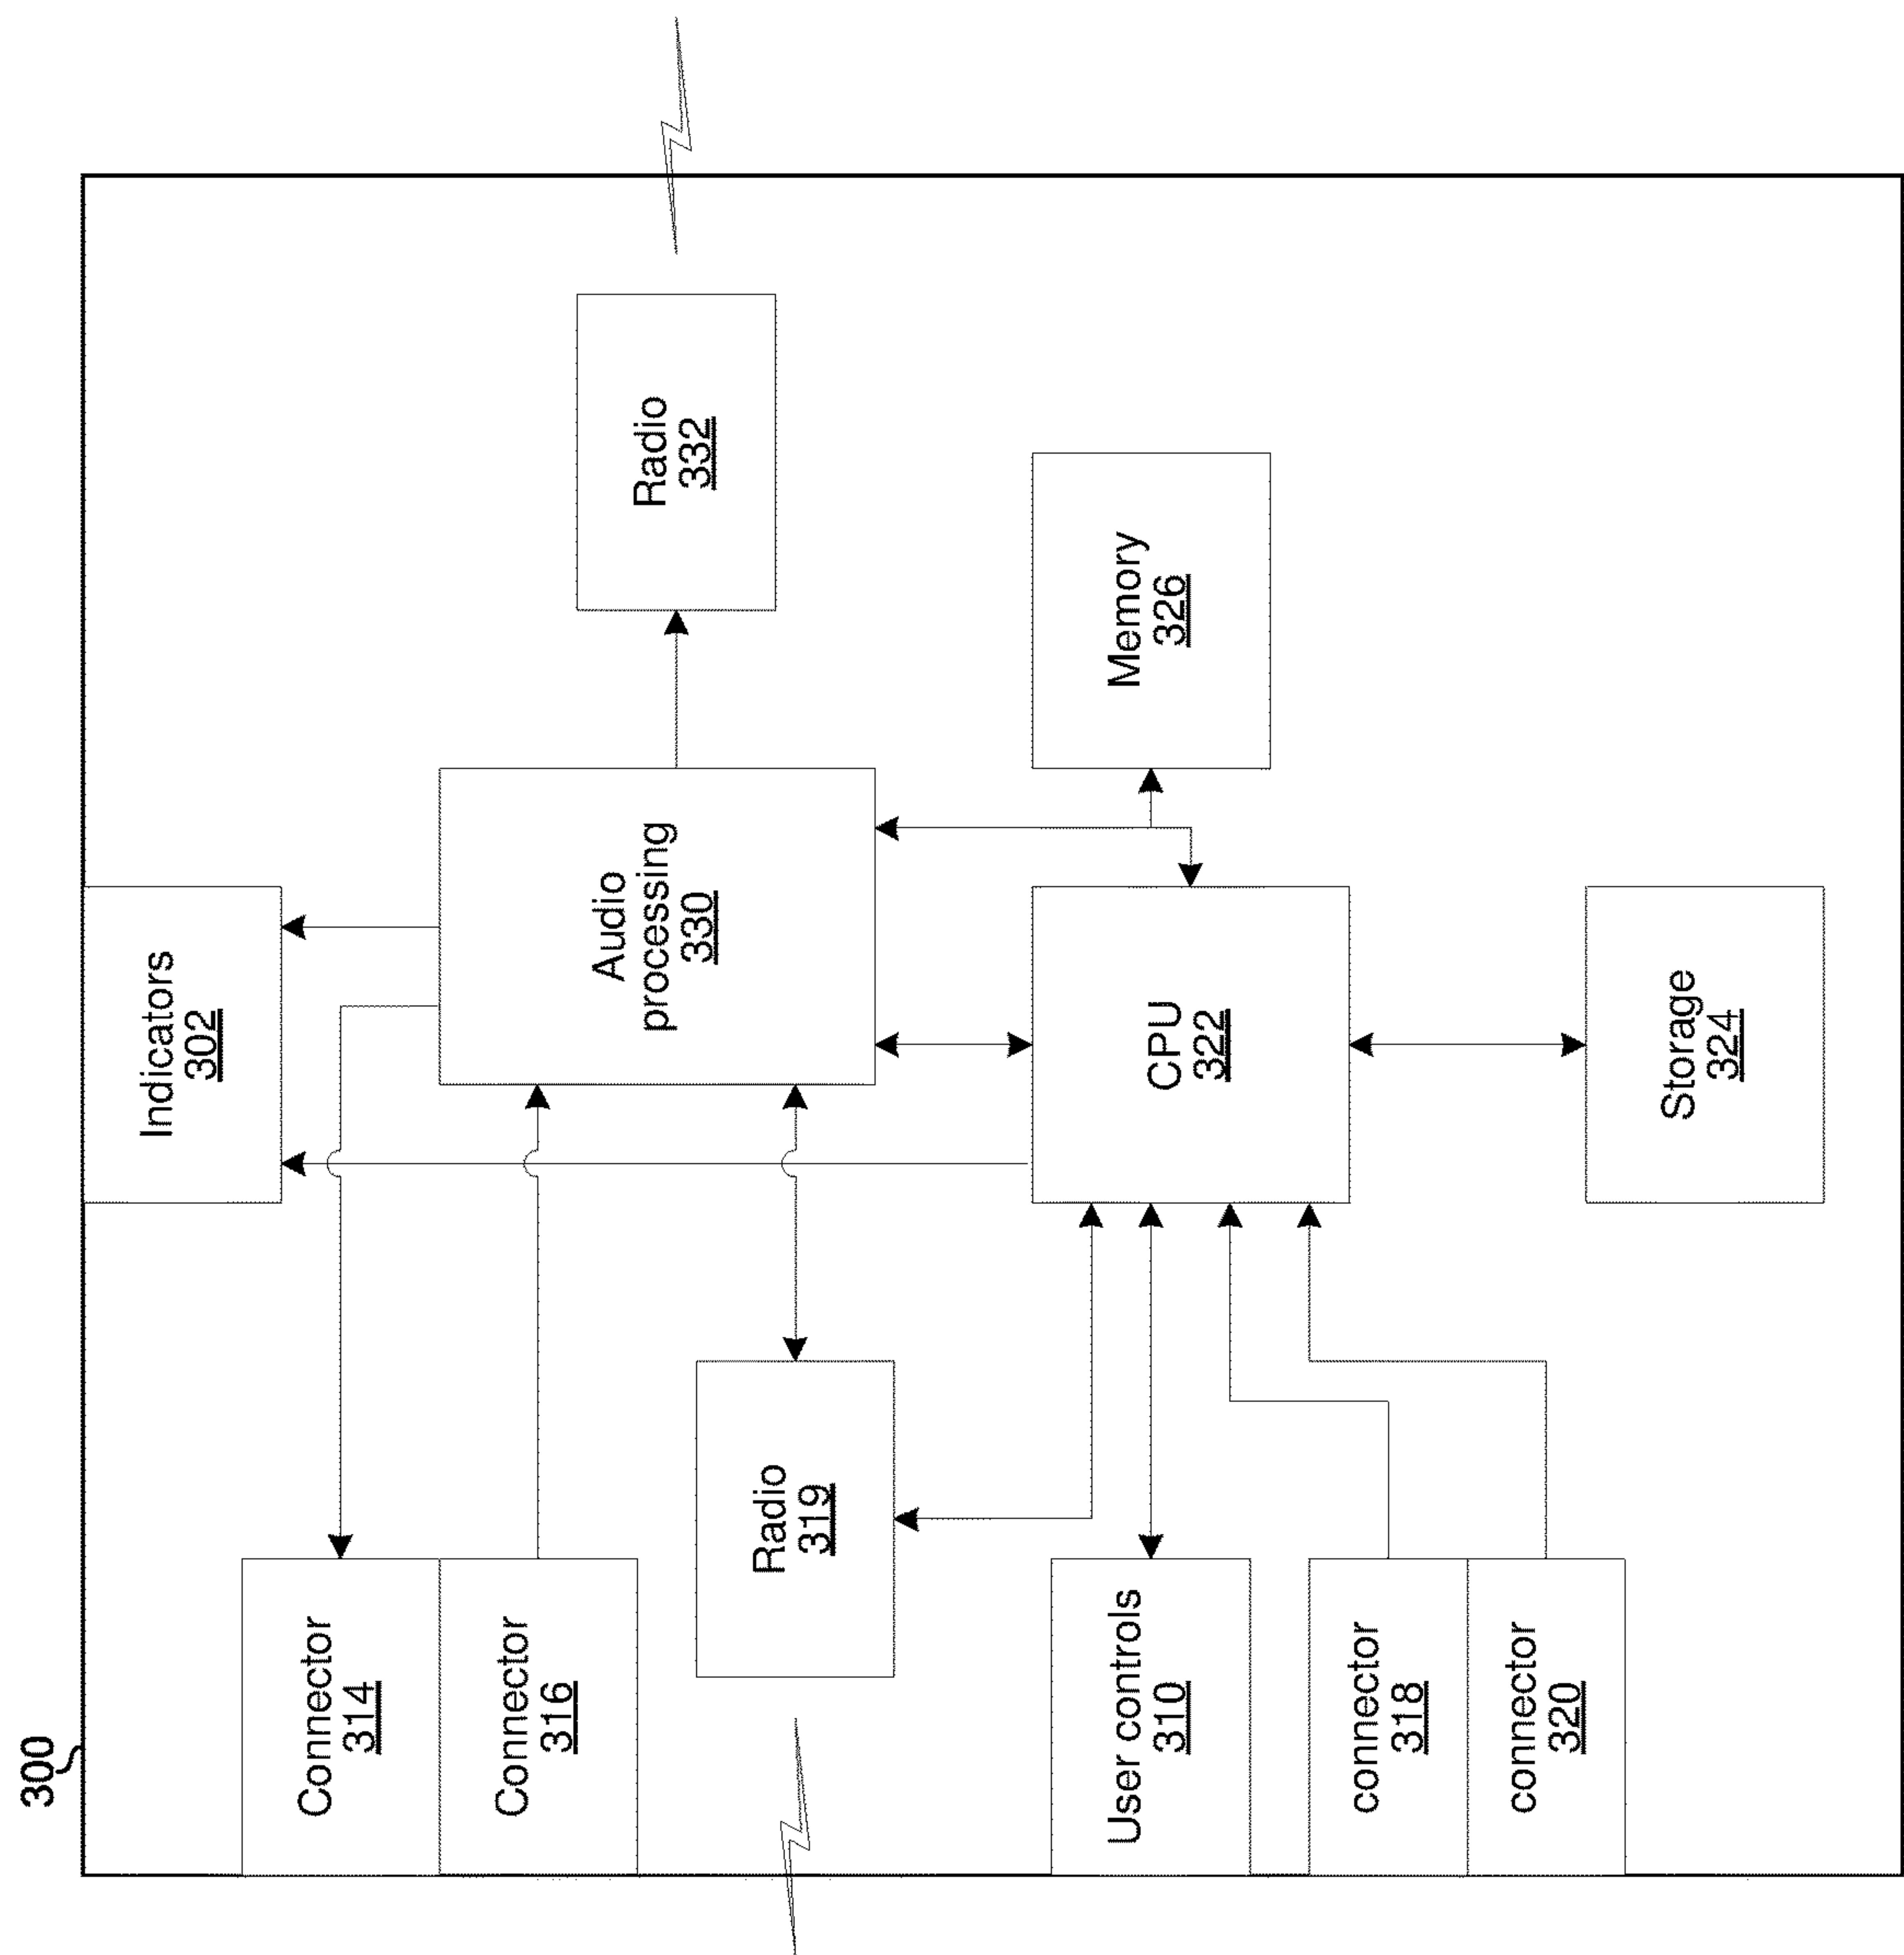 300
Indicators
302
Connector
314
Connector
316
Audio
processing
330
Radio
332
Radio
319
User controls
310
CPU
322
Memory
326
connector
318
connector
320
Storage
324